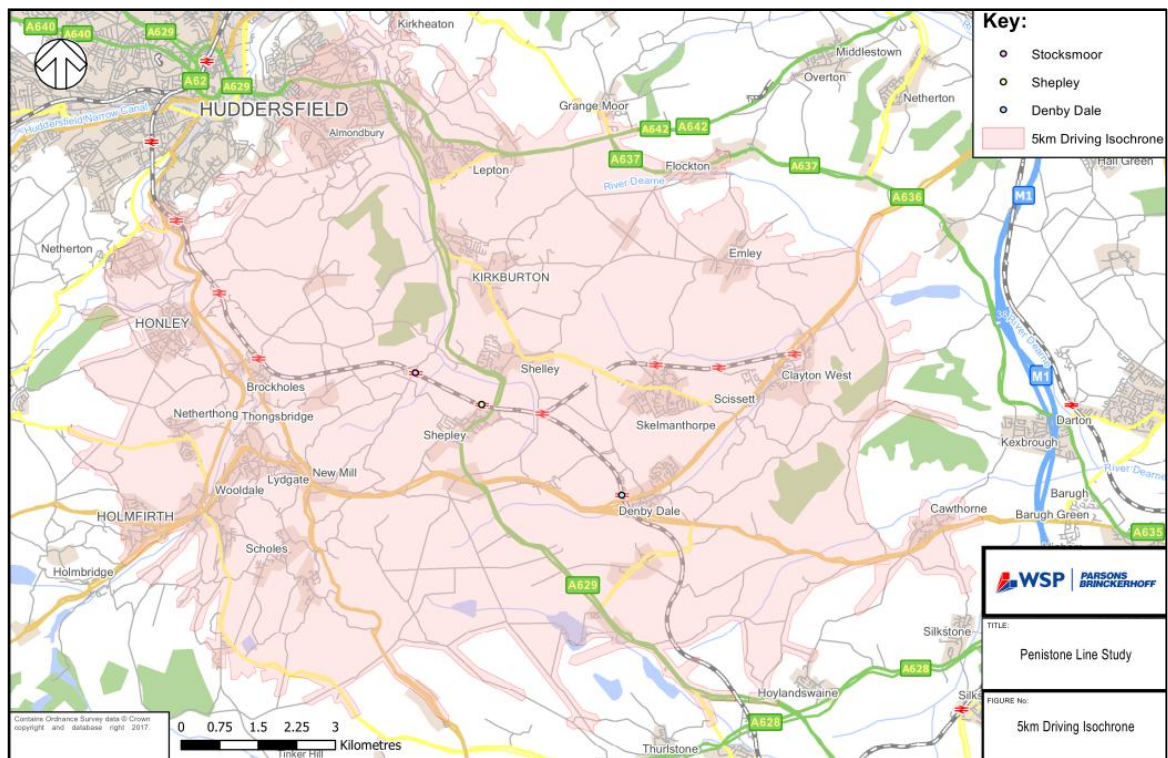 Key:
Stocksmoor
Shepley
Denby Dale
5km Driving Isochrone
A640
A640
A629
Kirkheaton
A62
A629
HUDDERSFIELD
Huddersfield Narrow Canal
Almondbury
Middlestown
Overton
Netherton
Grange Moor
A642
A642
Lepton
A637
Flockton
A637
River Dearne
Hall Green
M1
A636
Netherton
Emley
KIRKBURTON
HONLEY
38
River Dearne
Shelley
Clayton West
M1
Brockholes
Netherthong
Thongsbridge
Scissett
Darton
Shepley
Skelmanthorpe
Kexbrough
River Dearne
New Mill
Lydgate
Wooldale
Barugh
HOLMFIRTH
Denby Dale
Cawthorne
Barugh Green
A635
Scholes
Holmbridge
A629
WSP PARSONS
BRINCKERHOFF
TITLE:
Penistone Line Study
Silkstone
A628
Hoylandswaine
FIGURE No:
5km Driving Isochrone
A628
Thurlstone
Contains Ordnance Survey data © Crown
copyright and database right 2017.
0 0.75 1.5 2.25 3
Kilometres
Tinker Hill